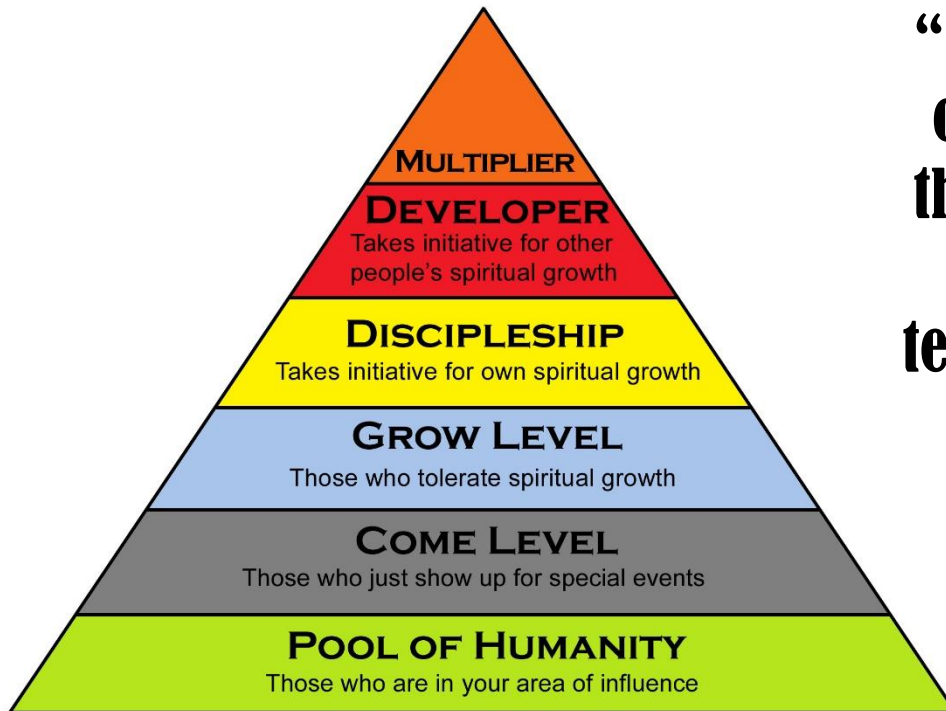 MULTIPLIER
DEVELOPER
Takes initiative for other
people's spiritual growth
DISCIPLESHIP
Takes initiative for own spiritual growth
GROW LEVEL
Those who tolerate spiritual growth
COME LEVEL
Those who just show up for special events
POOL OF HUMANITY
Those who are in your area of influence